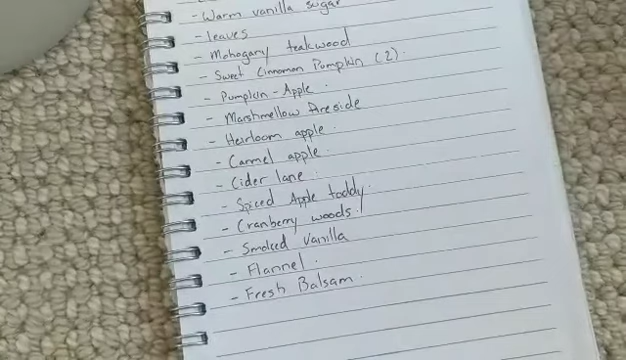 - Warm vanilla sugar
- leaves
- Mohogany teakwood
- Sweet Cinnamon Pumpkin (2)
- Pumpkin-Apple
- Marshmellow fireside
- Heirloom apple
- Carmel apple
- Cider lane
- Spiced Apple toddy
- Cranberry woods
- Smoked Vanilla
- Flannel
- Fresh Balsam